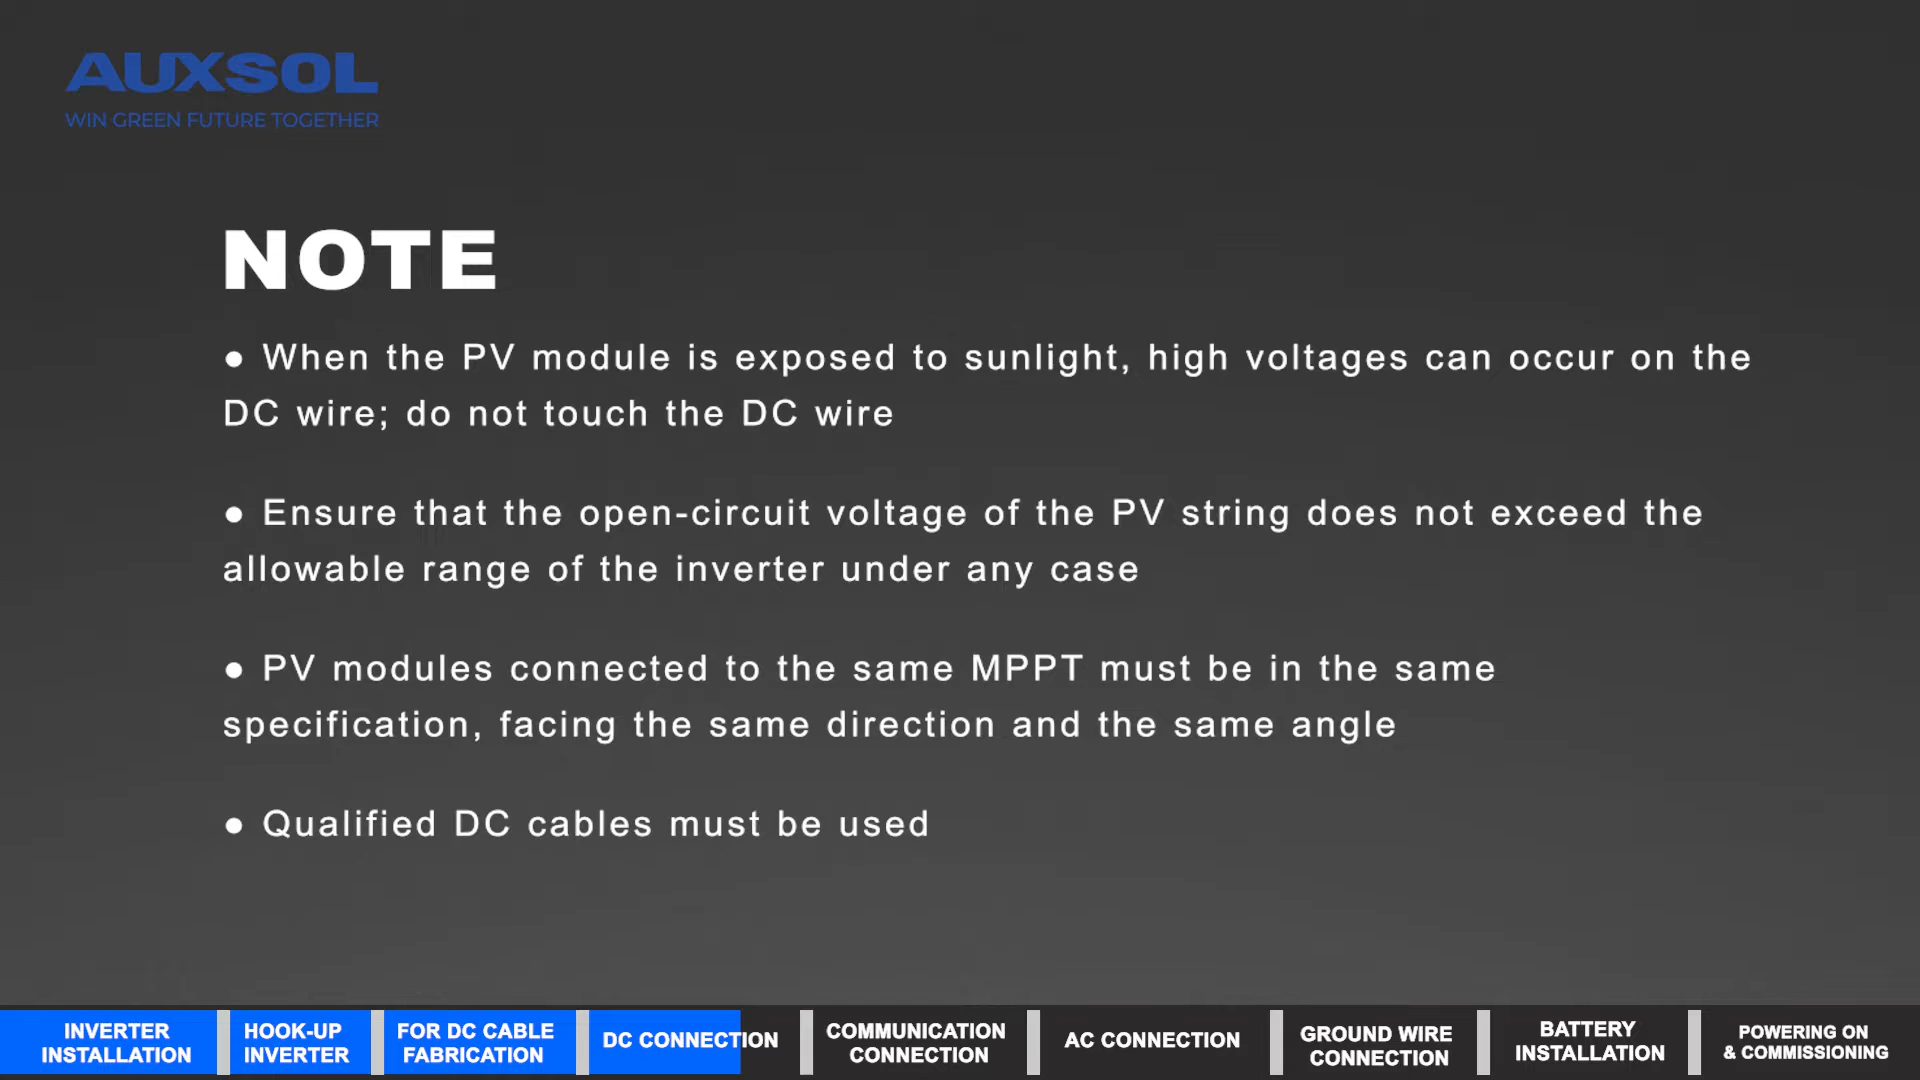 AUXSOL
WIN GREEN FUTURE TOGETHER
NOTE
● When the PV module is exposed to sunlight, high voltages can occur on the
DC wire; do not touch the DC wire
● Ensure that the open-circuit voltage of the PV string does not exceed the
allowable range of the inverter under any case
● PV modules connected to the same MPPT must be in the same
specification, facing the same direction and the same angle
● Qualified DC cables must be used
INVERTER
INSTALLATION
HOOK-UP
INVERTER
FOR DC CABLE
FABRICATION
DC CONNECTION
COMMUNICATION
CONNECTION
AC CONNECTION
GROUND WIRE
CONNECTION
BATTERY
INSTALLATION
POWERING ON
& COMMISSIONING